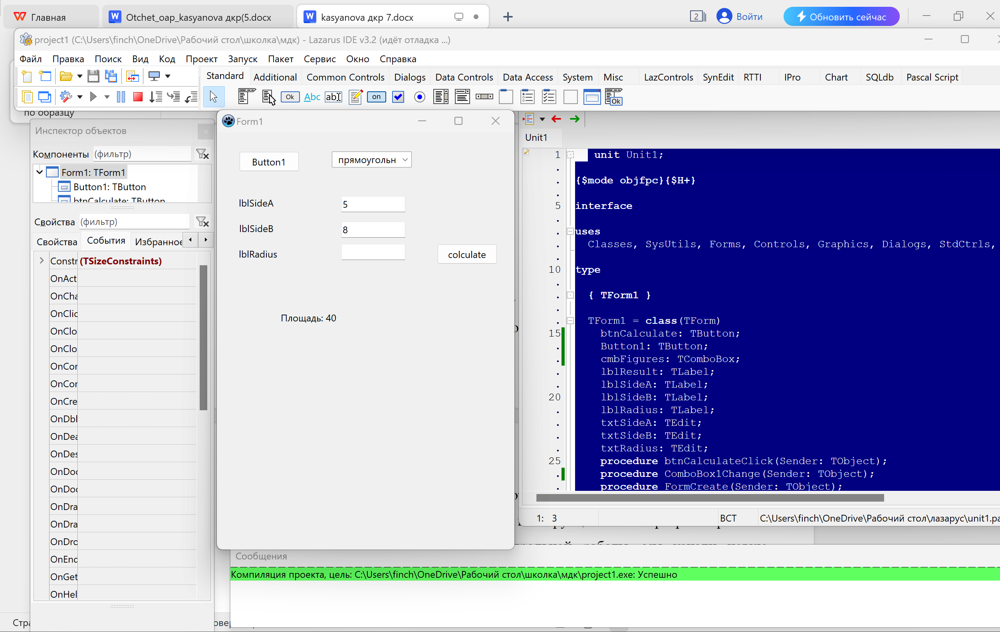 Главная
Otchet_oap_kasyanova дкр(5.docx
kasyanova дкр 7.docx
2
Войти
Обновить сейчас
project1 (C:\Users\finch\OneDrive\Рабочий стол\школка\мдк) - Lazarus IDE v3.2 (идёт отладка ...)
Файл Правка Поиск Вид Код Проект Запуск Пакет Сервис Окно Справка
Standard Additional Common Controls Dialogs Data Controls Data Access System Misc LazControls SynEdit RTTI IPro Chart SQLdb Pascal Script
Ok Abc ab on Ok
по образцу
Инспектор объектов
Компоненты (фильтр)
Form1: TForm1
Button1: TButton
btnCalculate: TButton
Свойства (фильтр)
Свойства События Избранное
Constr (TSizeConstraints)
OnAct
OnCha
OnClic
OnClo
OnClo
OnCor
OnCor
OnCre
OnDbl
OnDea
OnDes
OnDoc
OnDoc
OnDra
OnDra
OnDro
OnEnd
OnGet
OnHel
Стра
Form1
Button1
прямоугольн
lblSideA 5
lblSideB 8
lblRadius
colculate
Площадь: 40
Unit1
1 unit Unit1;
{$mode objfpc}{$H+}
5 interface
uses
Classes, SysUtils, Forms, Controls, Graphics, Dialogs, StdCtrls,
10 type
{ TForm1 }
TForm1 = class(TForm)
15 btnCalculate: TButton;
Button1: TButton;
cmbFigures: TComboBox;
lblResult: TLabel;
lblSideA: TLabel;
20 lblSideB: TLabel;
lblRadius: TLabel;
txtSideA: TEdit;
txtSideB: TEdit;
txtRadius: TEdit;
25 procedure btnCalculateClick(Sender: TObject);
procedure ComboBox1Change(Sender: TObject);
procedure FormCreate(Sender: TObject);
1: 3
ВСТ
C:\Users\finch\OneDrive\Рабочий стол\лазарус\unit1.pa
Сообщения
Компиляция проекта, цель: C:\Users\finch\OneDrive\Рабочий стол\школка\мдк\project1.exe: Успешно